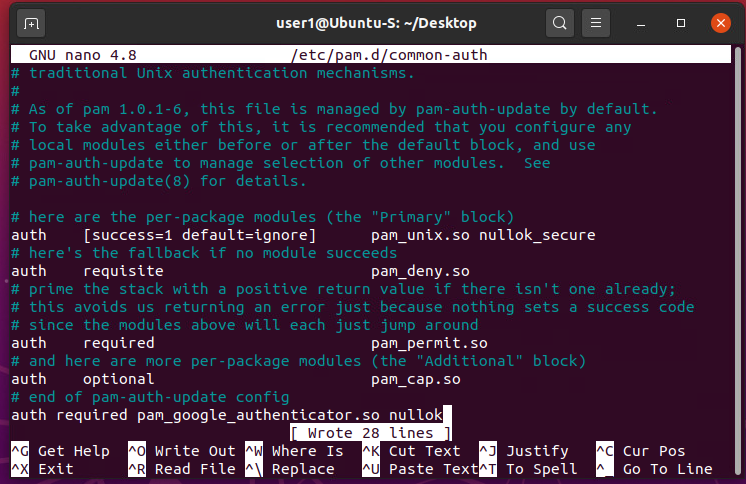 user1@Ubuntu-S: ~/Desktop
GNU nano 4.8 /etc/pam.d/common-auth
# traditional Unix authentication mechanisms.
#
# As of pam 1.0.1-6, this file is managed by pam-auth-update by default.
# To take advantage of this, it is recommended that you configure any
# local modules either before or after the default block, and use
# pam-auth-update to manage selection of other modules.  See
# pam-auth-update(8) for details.

# here are the per-package modules (the "Primary" block)
auth    [success=1 default=ignore]      pam_unix.so nullok_secure
# here's the fallback if no module succeeds
auth    requisite                       pam_deny.so
# prime the stack with a positive return value if there isn't one already;
# this avoids us returning an error just because nothing sets a success code
# since the modules above will each just jump around
auth    required                        pam_permit.so
# and here are more per-package modules (the "Additional" block)
auth    optional                        pam_cap.so
# end of pam-auth-update config
auth required pam_google_authenticator.so nullok
[ Wrote 28 lines ]
^G Get Help  ^O Write Out ^W Where Is  ^K Cut Text  ^J Justify   ^C Cur Pos
^X Exit      ^R Read File ^\ Replace   ^U Paste Text^T To Spell  ^_ Go To Line